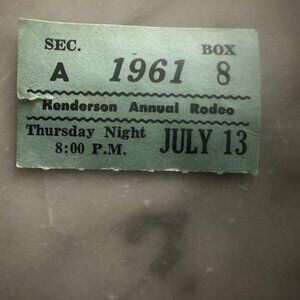 SEC. BOX
A 1961 8
Henderson Annual Rodeo
Thursday Night JULY 13
8:00 P.M.